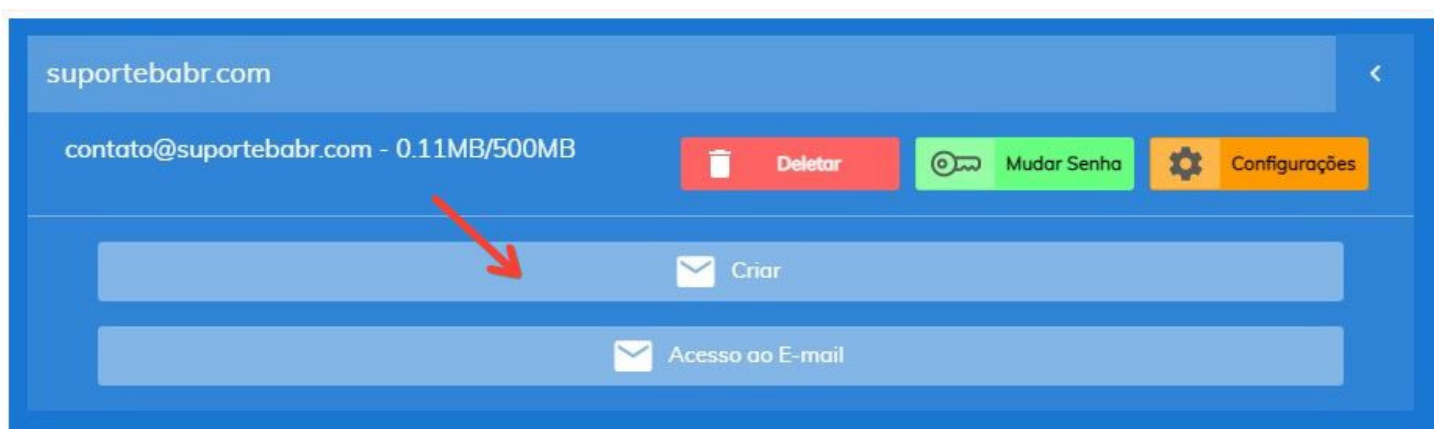 suportebabr.com
contato@suportebabr.com - 0.11MB/500MB
Deletar
Mudar Senha
Configurações
Criar
Acesso ao E-mail